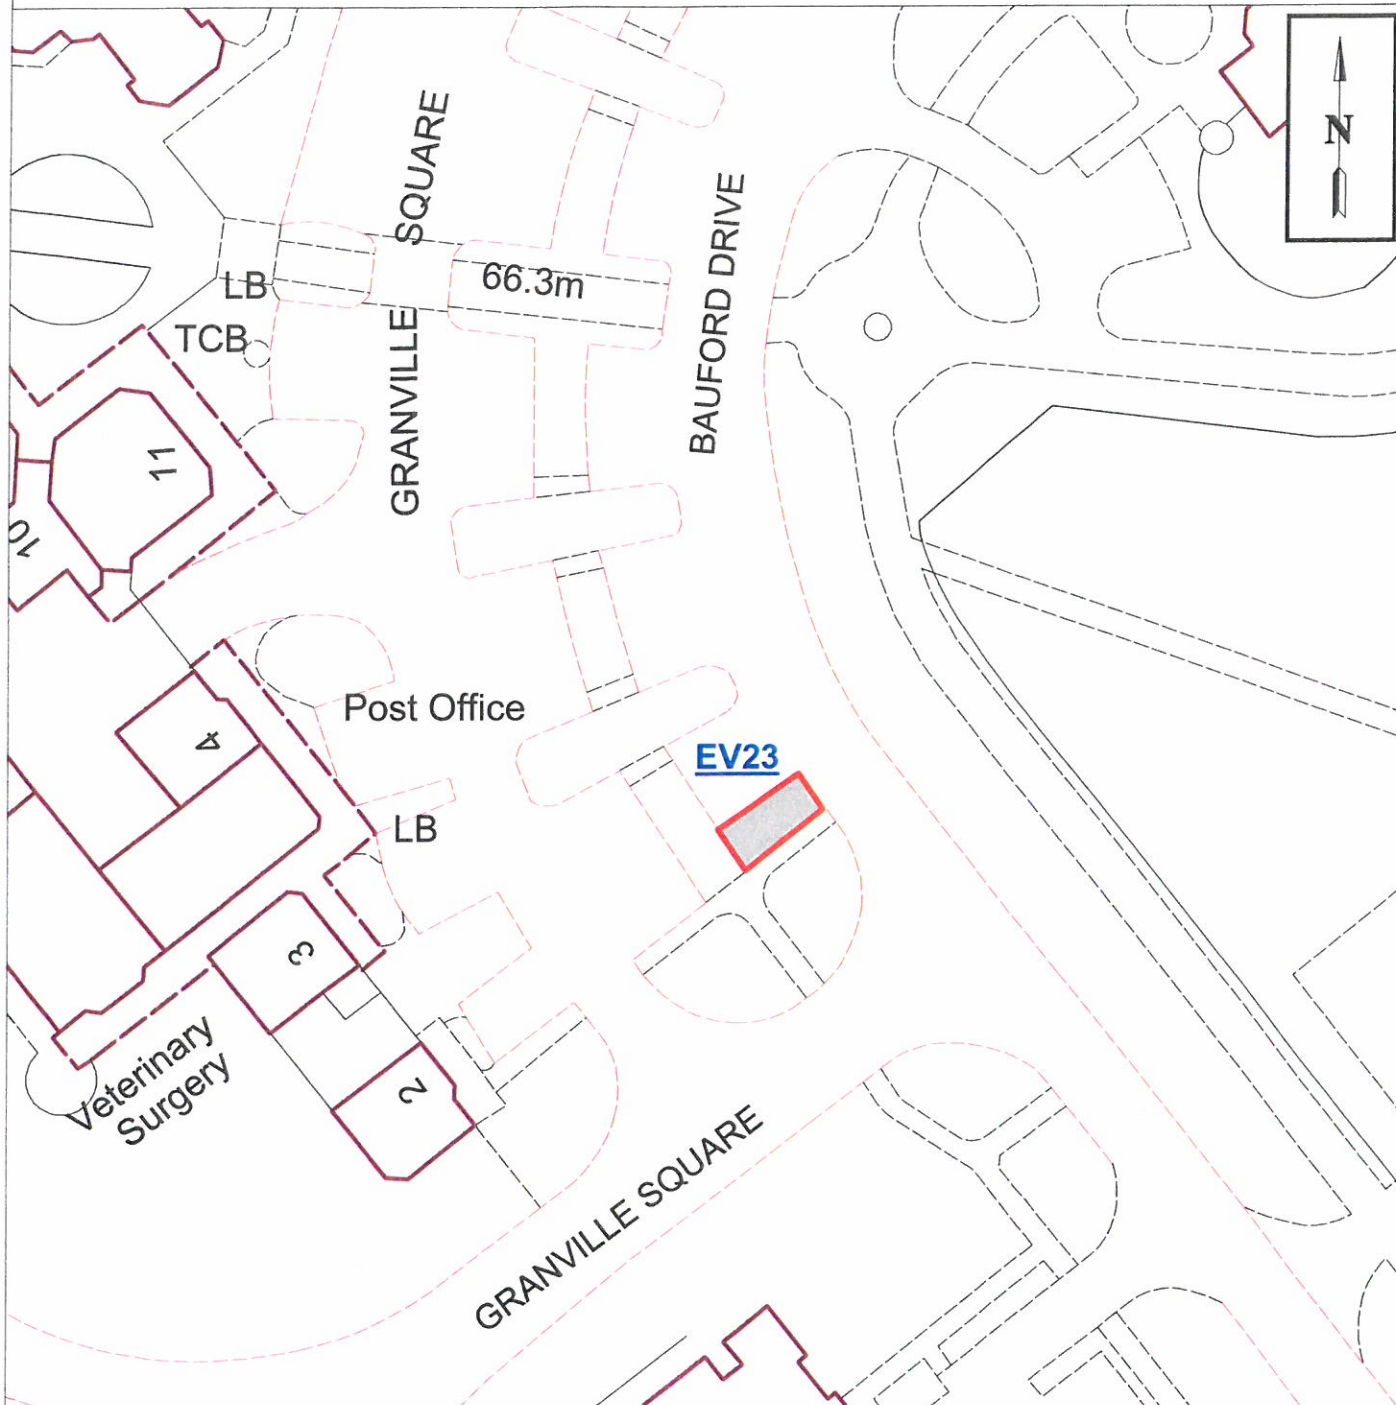 N
GRANVILLE SQUARE
BAUFORD DRIVE
66.3m
LB
TCB
11
10
Post Office
4
EV23
LB
3
Veterinary
Surgery
2
GRANVILLE SQUARE